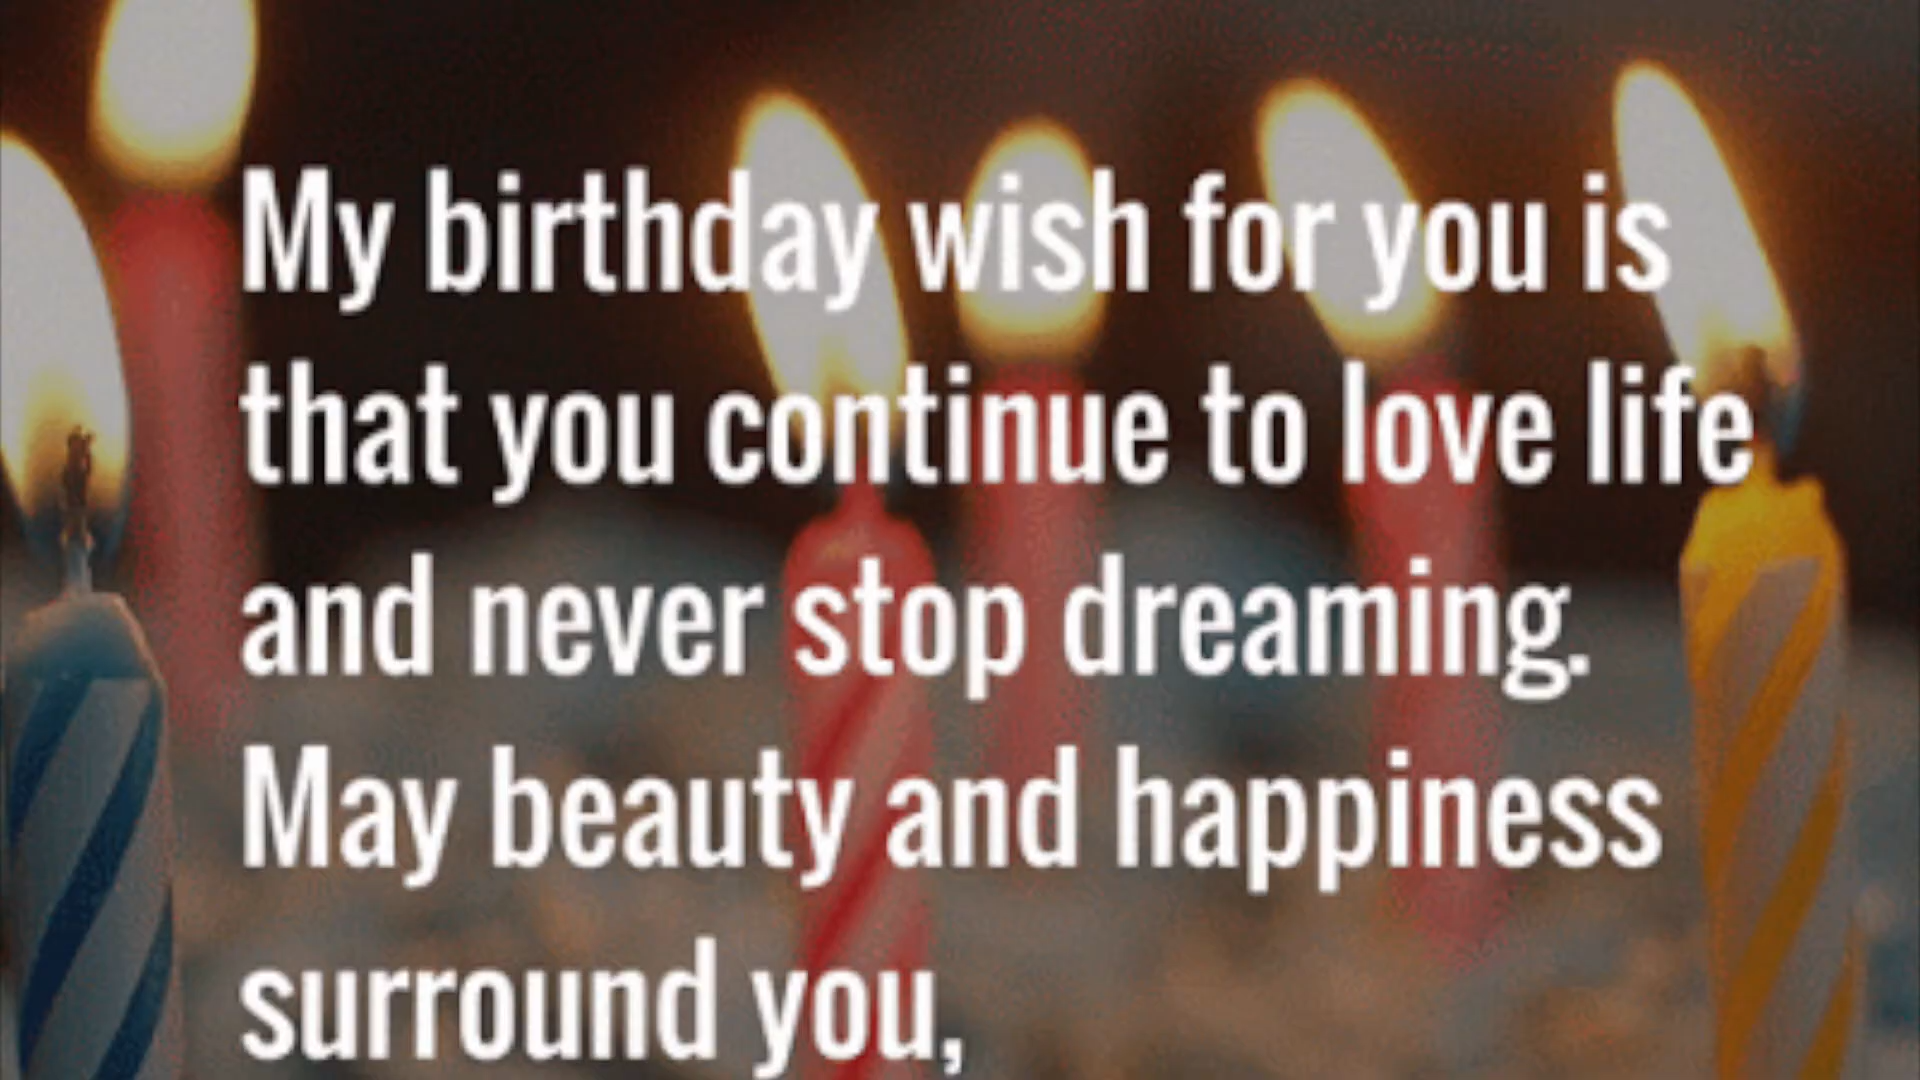 My birthday wish for you is
that you continue to love life
and never stop dreaming.
May beauty and happiness
surround you,